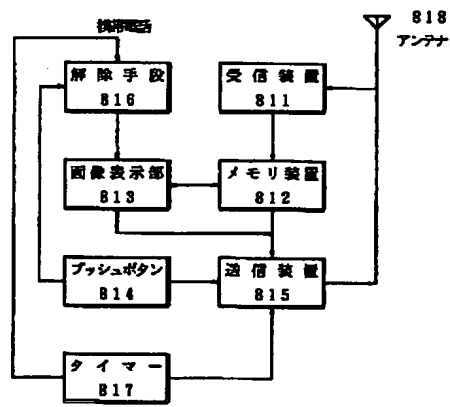 818
アンテナ
携帯電話
解除手段
816
受信装置
811
画像表示部
813
メモリ装置
812
プッシュボタン
814
送信装置
815
タイマー
817